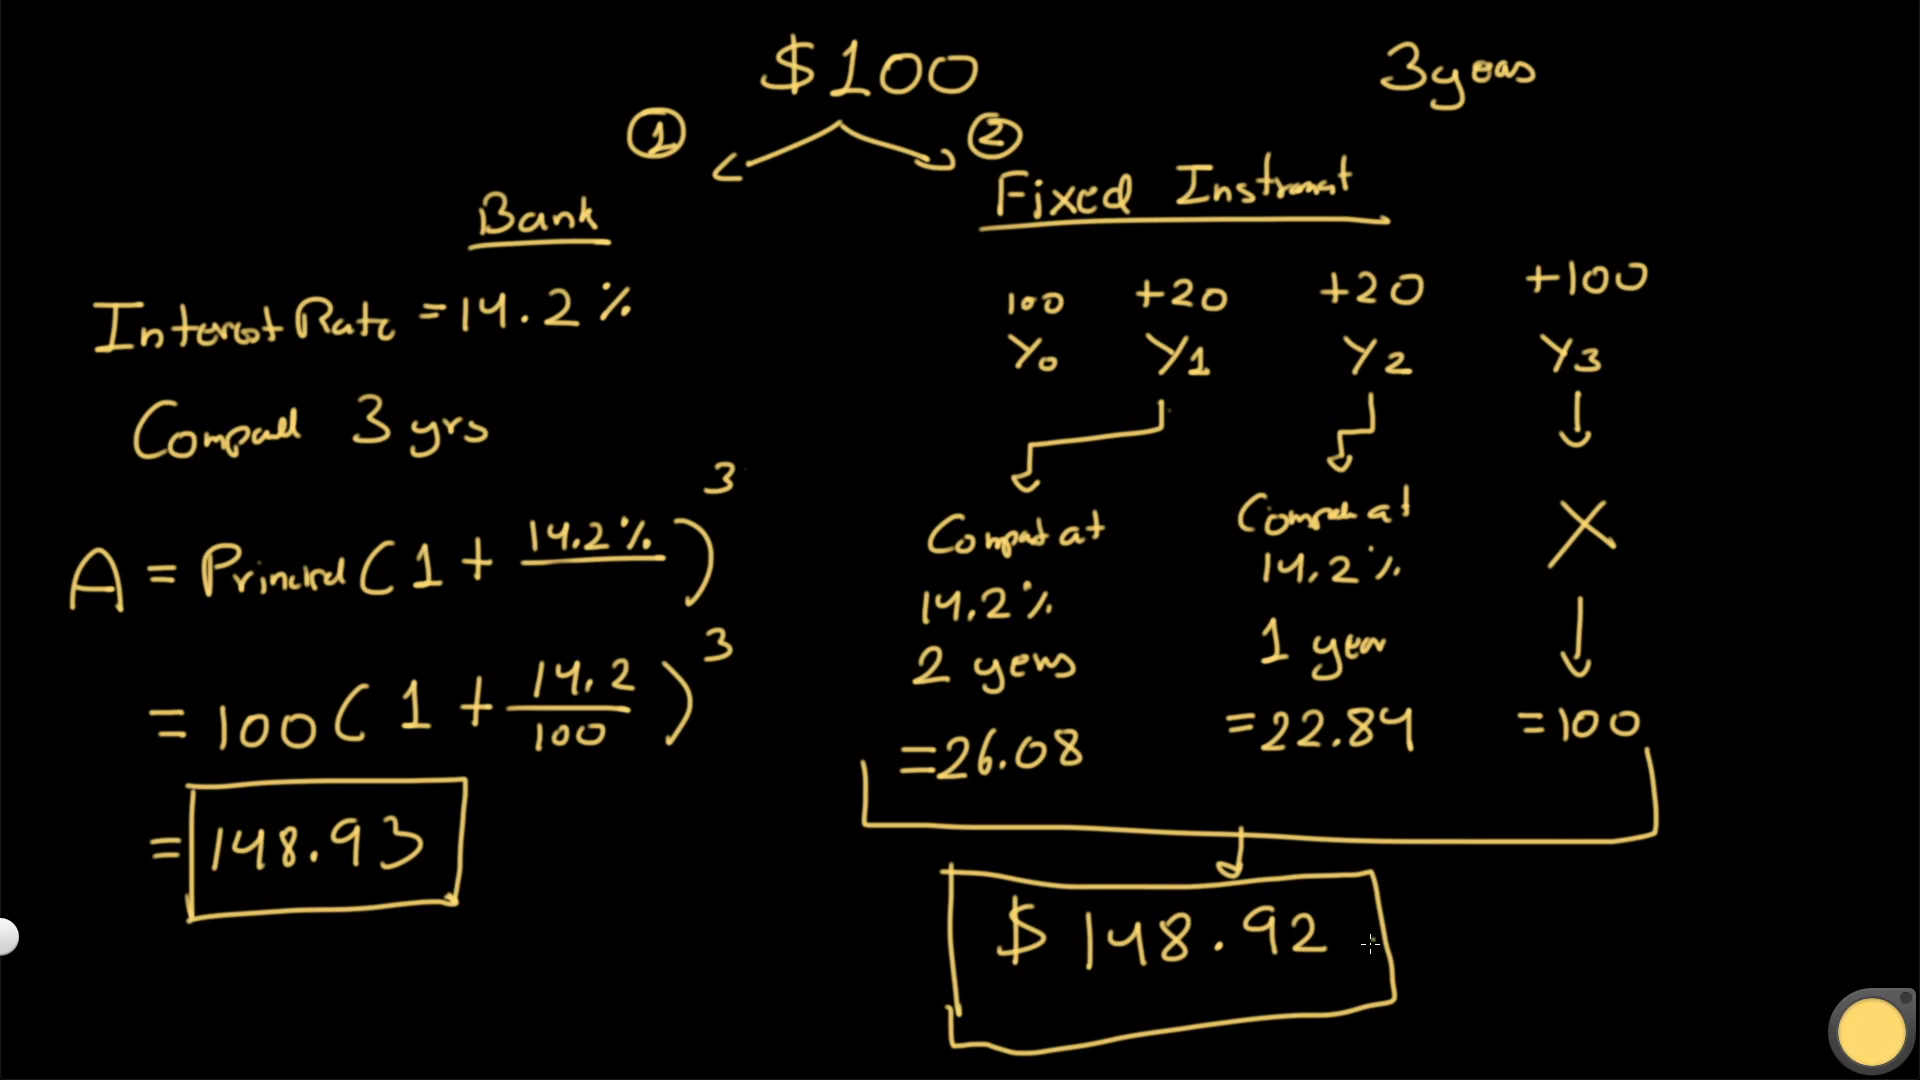 $100
3 years
1
2
Bank
Fixed Instrument
Interest Rate = 14.2%
100 +20 +20 +100
Y0 Y1 Y2 Y3
Compound 3 yrs
A = Principal (1 + 14.2%)3
Compound at
14.2%
2 years
= 26.08
Compound at
14.2%
1 year
= 22.84
X
= 100
= 100 (1 + 14.2/100)3
= 148.93
$ 148.92